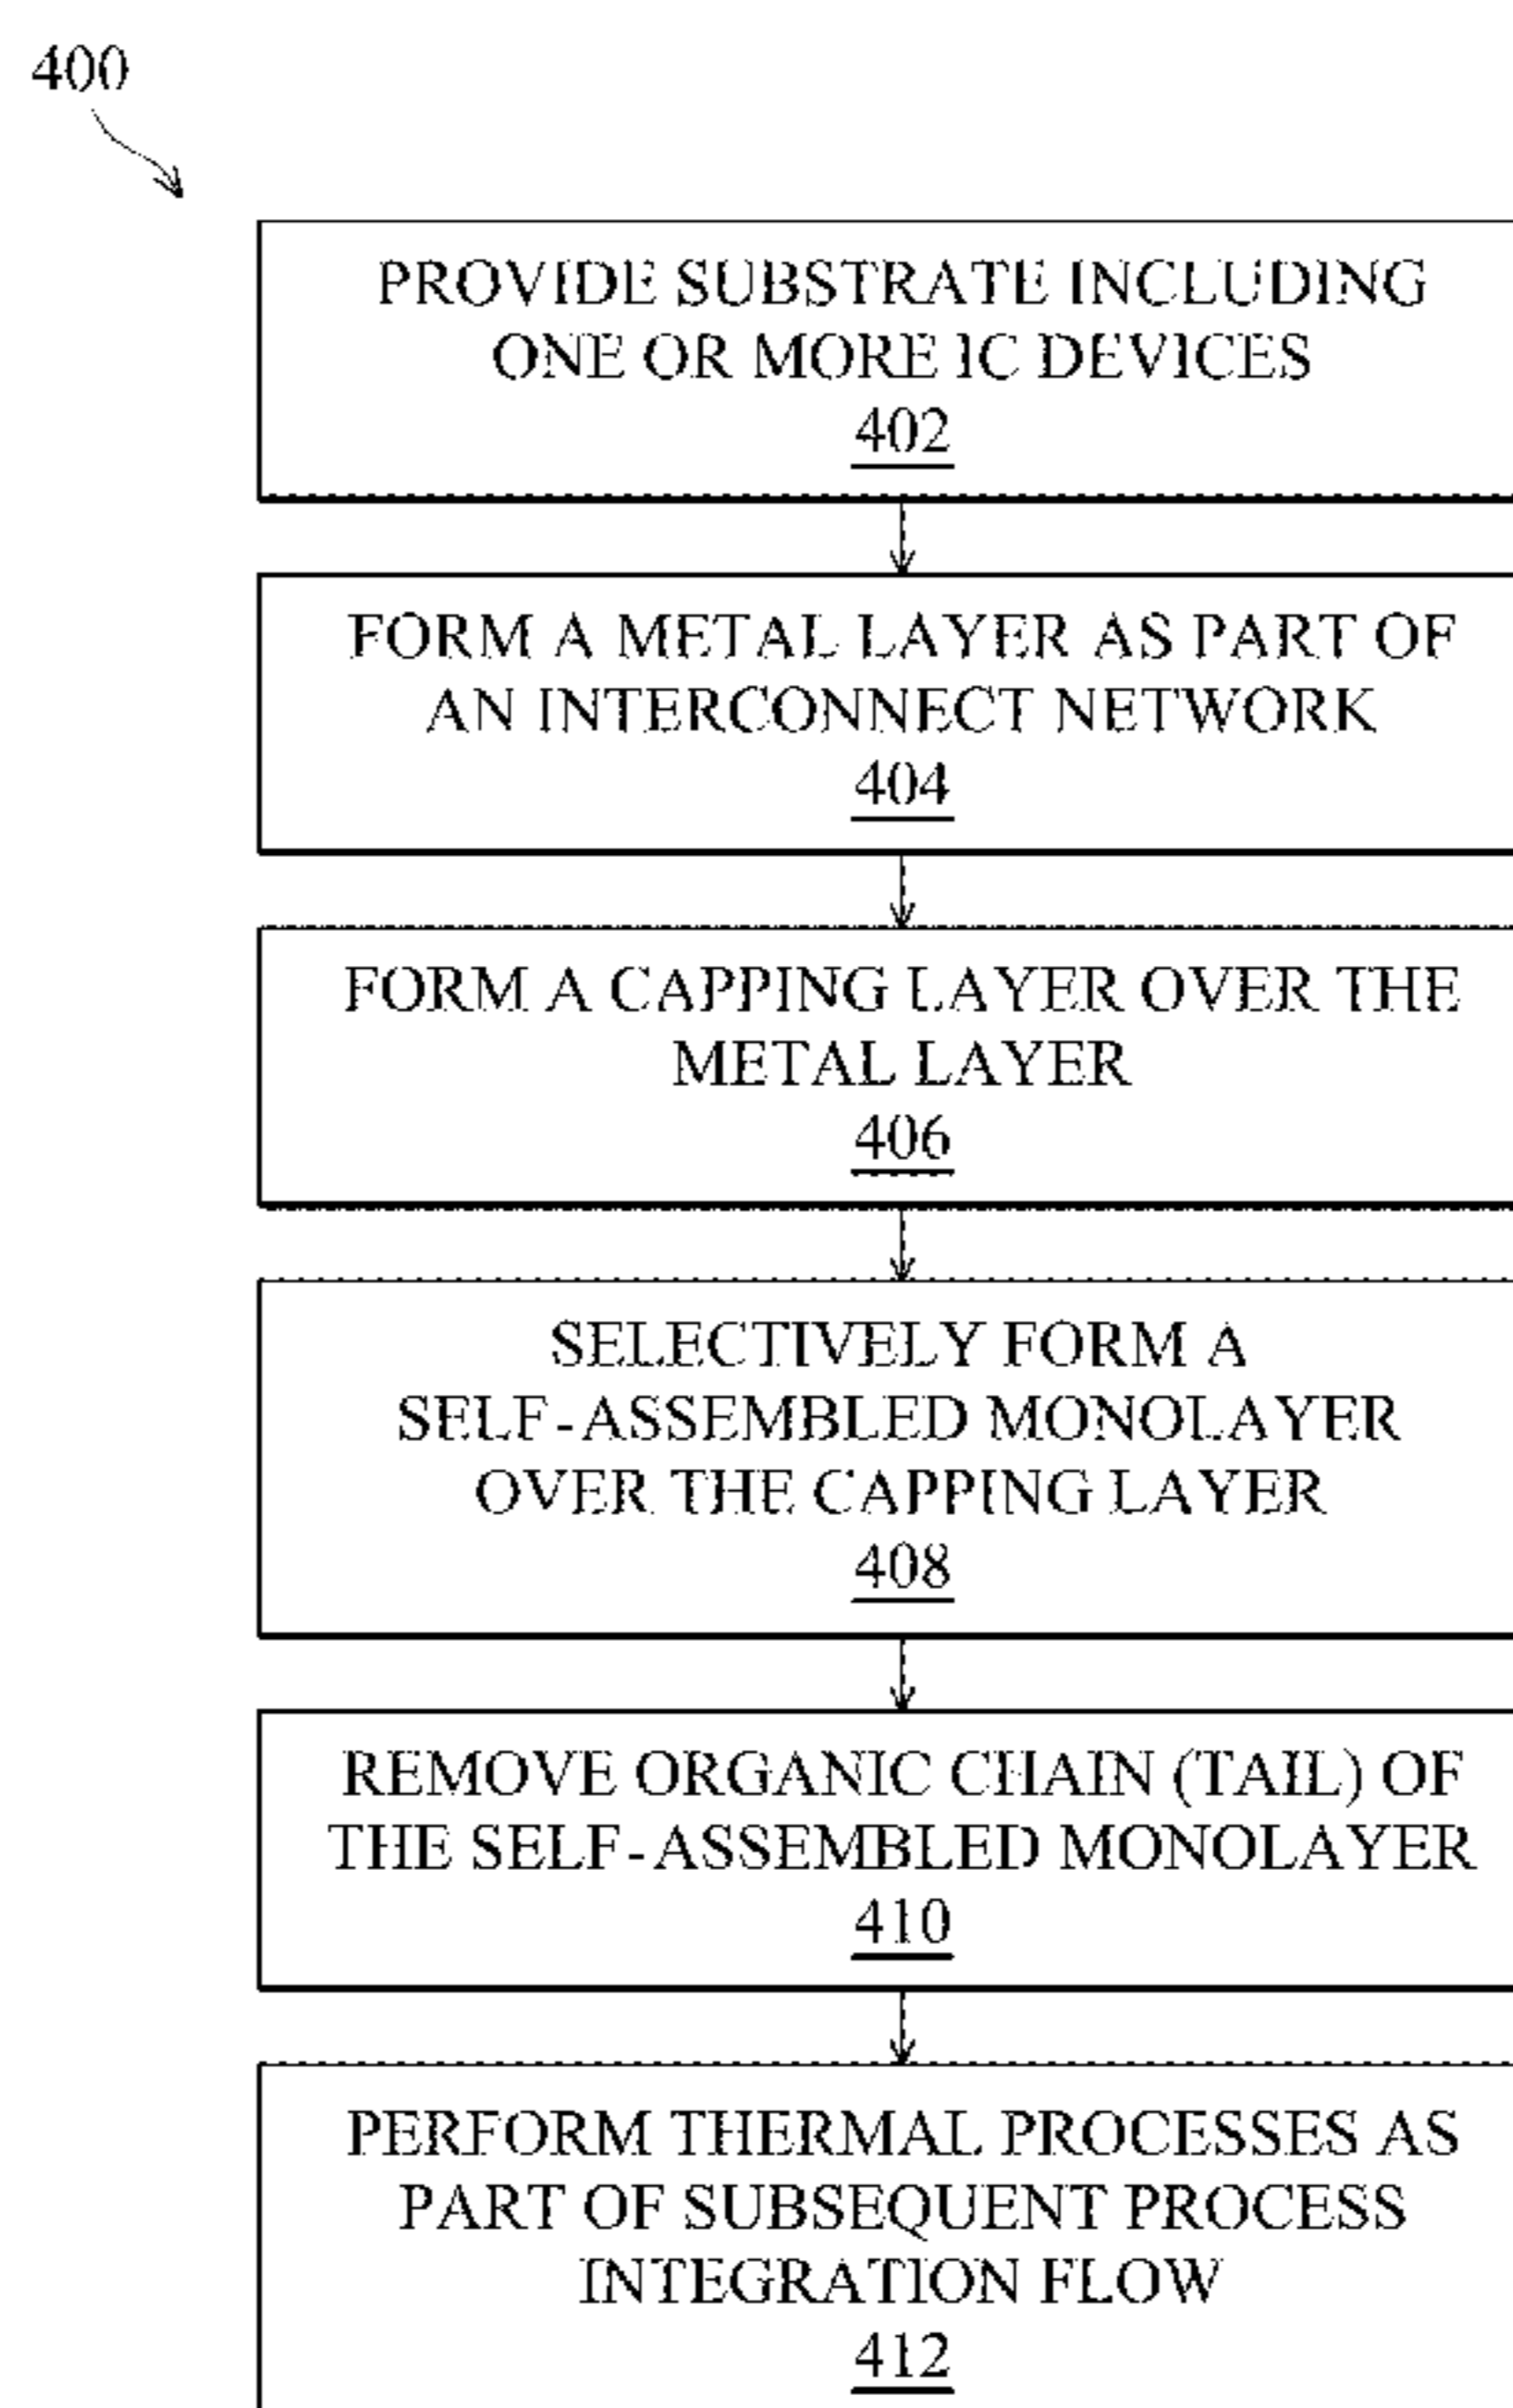 400
PROVIDE SUBSTRATE INCLUDING
ONE OR MORE IC DEVICES
402
FORM A METAL LAYER AS PART OF
AN INTERCONNECT NETWORK
404
FORM A CAPPING LAYER OVER THE
METAL LAYER
406
SELECTIVELY FORM A
SELF-ASSEMBLED MONOLAYER
OVER THE CAPPING LAYER
408
REMOVE ORGANIC CHAIN (TAIL) OF
THE SELF-ASSEMBLED MONOLAYER
410
PERFORM THERMAL PROCESSES AS
PART OF SUBSEQUENT PROCESS
INTEGRATION FLOW
412